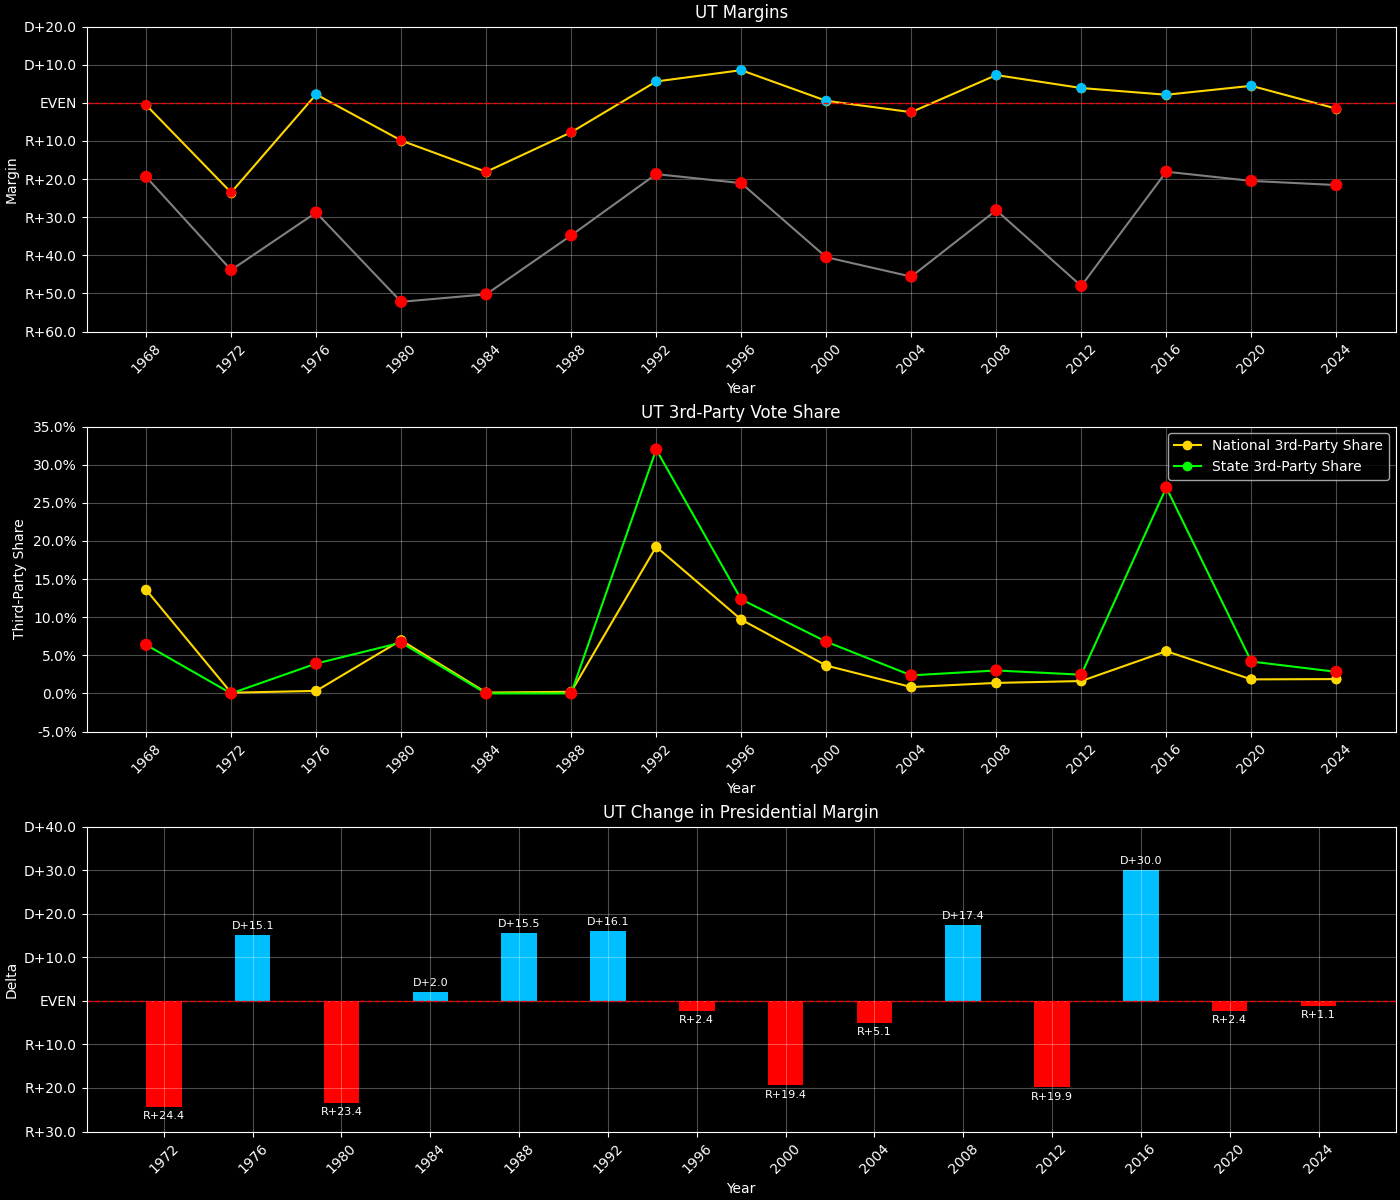 UT Margins
D+20.0
D+10.0
EVEN
R+10.0
R+20.0
R+30.0
R+40.0
R+50.0
R+60.0
Margin
1968 1972 1976 1980 1984 1988 1992 1996 2000 2004 2008 2012 2016 2020 2024
Year
UT 3rd-Party Vote Share
35.0%
30.0%
25.0%
20.0%
15.0%
10.0%
5.0%
0.0%
-5.0%
Third-Party Share
National 3rd-Party Share
State 3rd-Party Share
1968 1972 1976 1980 1984 1988 1992 1996 2000 2004 2008 2012 2016 2020 2024
Year
UT Change in Presidential Margin
D+40.0
D+30.0
D+20.0
D+10.0
EVEN
R+10.0
R+20.0
R+30.0
Delta
R+24.4
D+15.1
R+23.4
D+2.0
D+15.5
D+16.1
R+2.4
R+19.4
R+5.1
D+17.4
R+19.9
D+30.0
R+2.4
R+1.1
1972 1976 1980 1984 1988 1992 1996 2000 2004 2008 2012 2016 2020 2024
Year